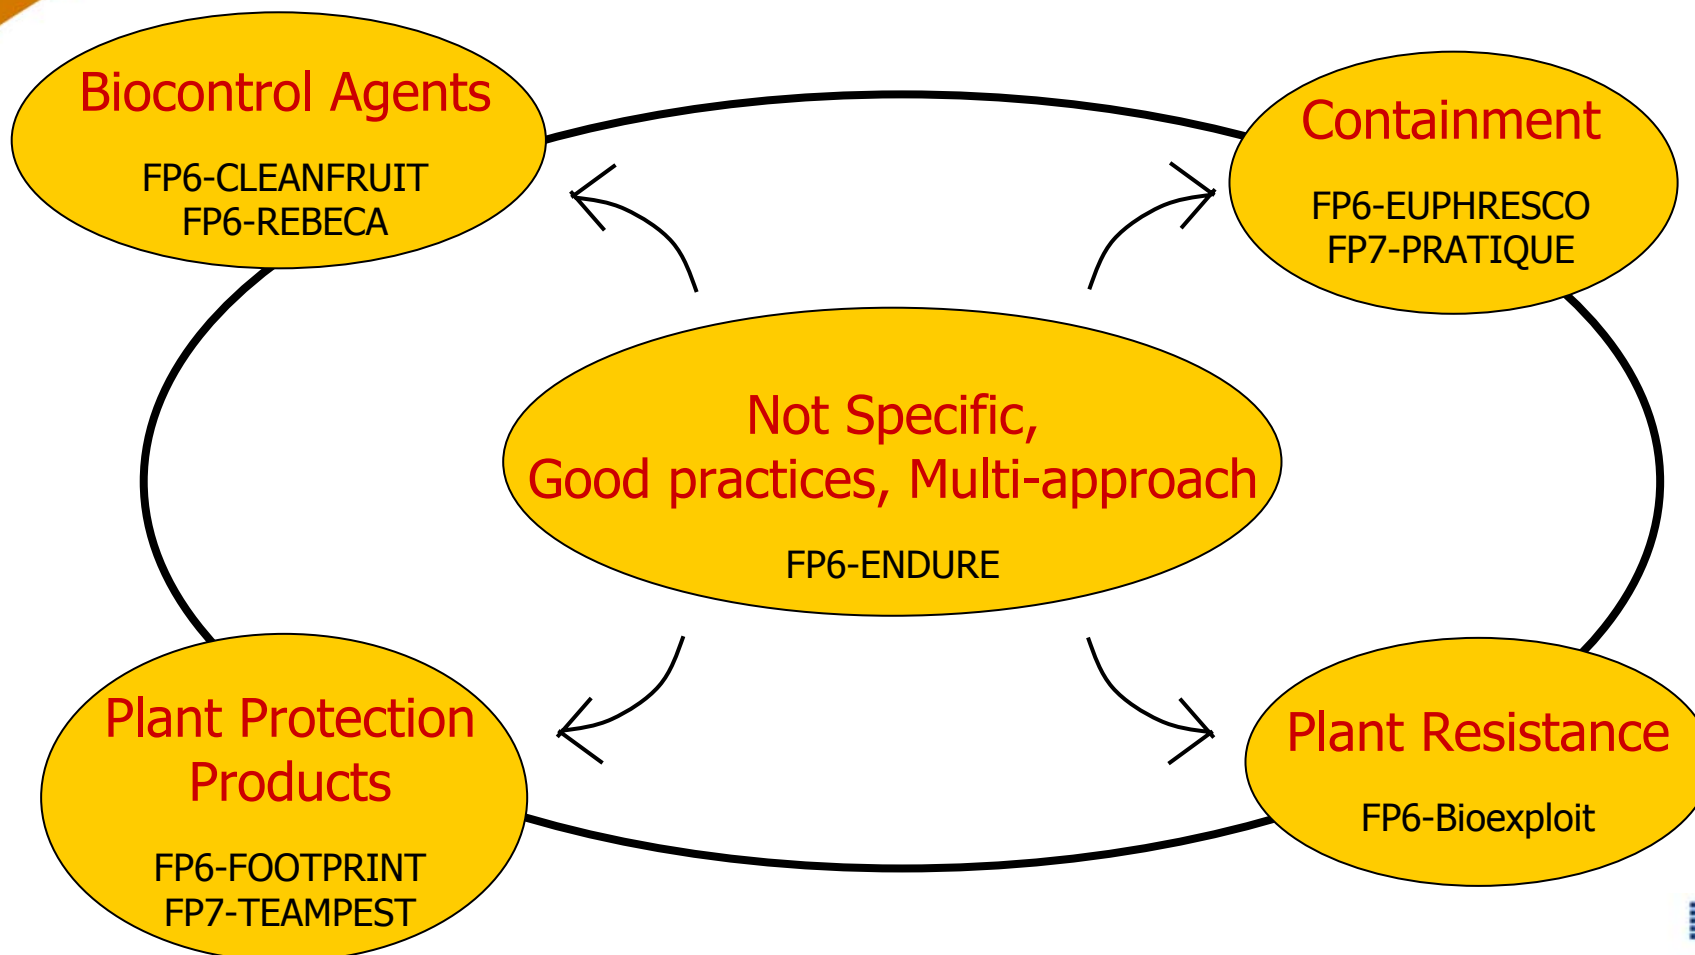 Biocontrol Agents
FP6-CLEANFRUIT
FP6-REBECA
Containment
FP6-EUPHRESCO
FP7-PRATIQUE
Not Specific,
Good practices, Multi-approach
FP6-ENDURE
Plant Protection
Products
FP6-FOOTPRINT
FP7-TEAMPEST
Plant Resistance
FP6-Bioexploit